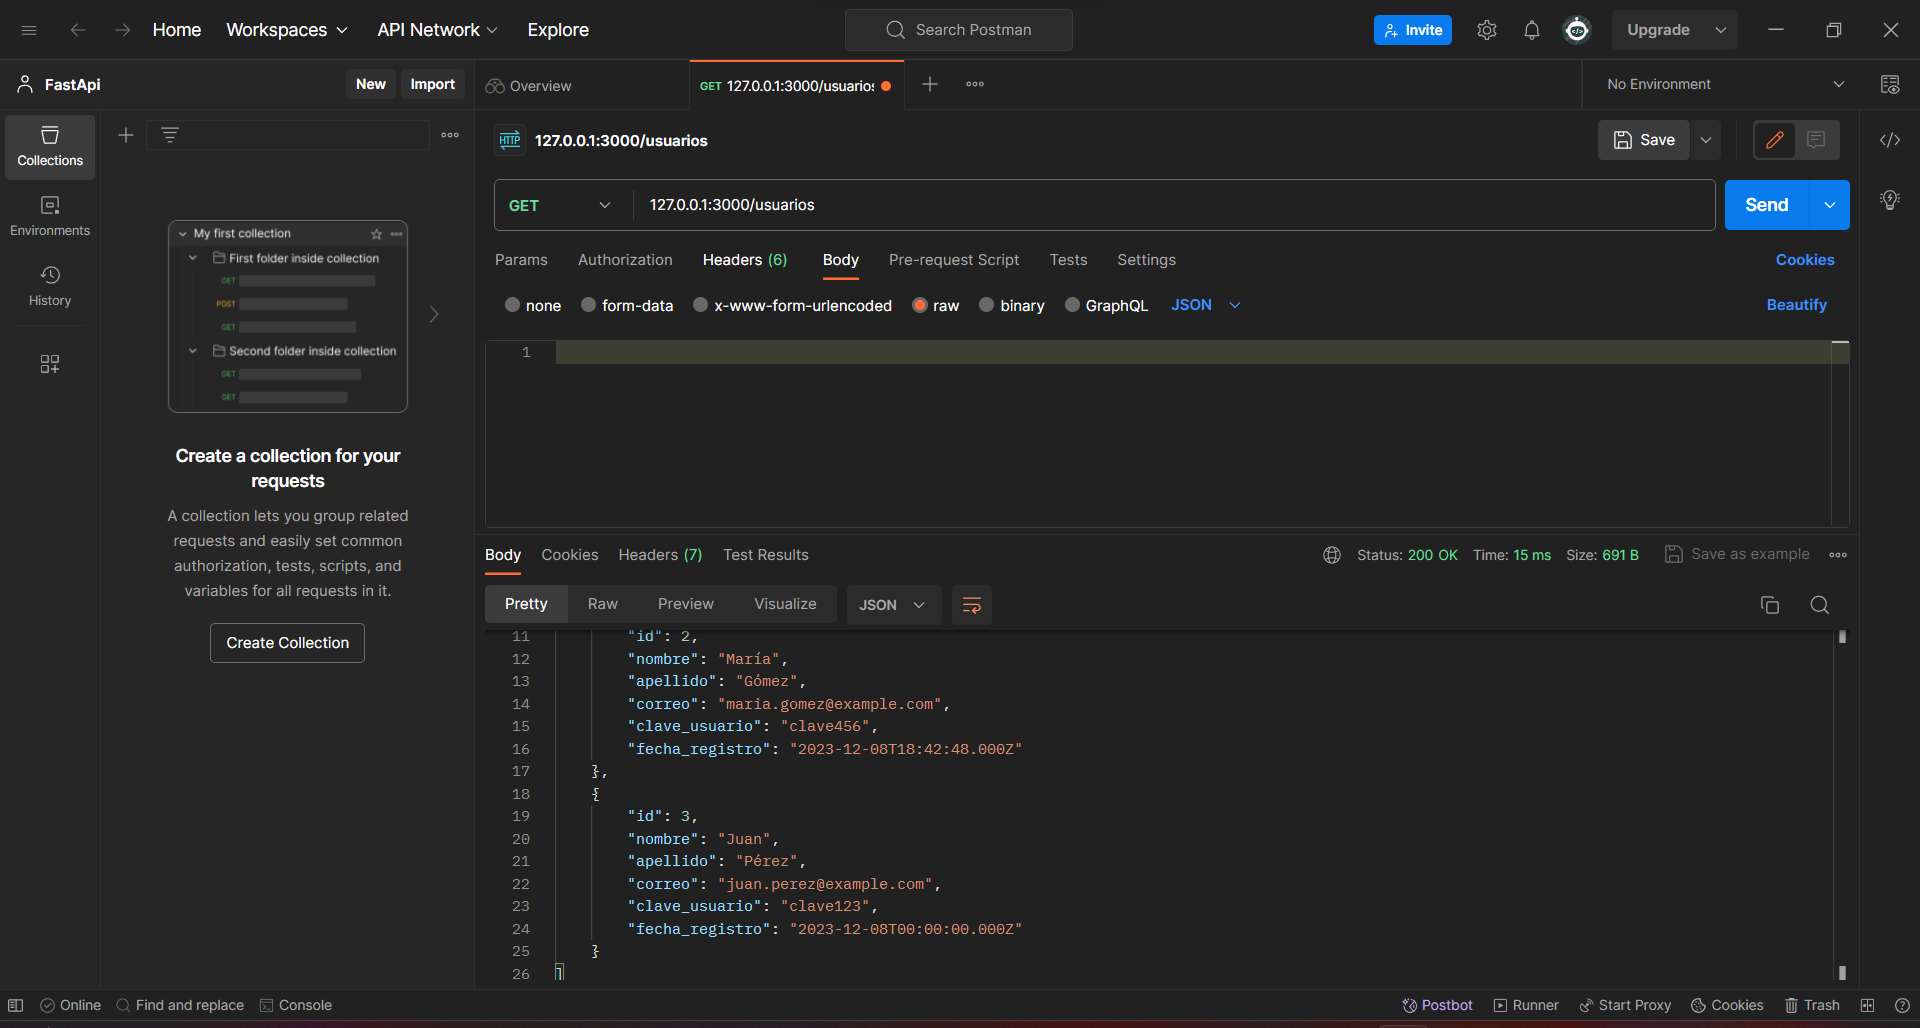 Home Workspaces API Network Explore Search Postman Invite Upgrade
FastApi New Import Overview GET 127.0.0.1:3000/usuarios No Environment
Collections
Environments
History
My first collection
First folder inside collection
GET
POST
GET
Second folder inside collection
GET
GET
Create a collection for your
requests
A collection lets you group related
requests and easily set common
authorization, tests, scripts, and
variables for all requests in it.
Create Collection
HTTP 127.0.0.1:3000/usuarios Save
GET 127.0.0.1:3000/usuarios Send
Params Authorization Headers (6) Body Pre-request Script Tests Settings Cookies
none form-data x-www-form-urlencoded raw binary GraphQL JSON Beautify
1
Body Cookies Headers (7) Test Results Status: 200 OK Time: 15 ms Size: 691 B Save as example
Pretty Raw Preview Visualize JSON
11 "id": 2,
12 "nombre": "María",
13 "apellido": "Gómez",
14 "correo": "maria.gomez@example.com",
15 "clave_usuario": "clave456",
16 "fecha_registro": "2023-12-08T18:42:48.000Z"
17 },
18 {
19 "id": 3,
20 "nombre": "Juan",
21 "apellido": "Pérez",
22 "correo": "juan.perez@example.com",
23 "clave_usuario": "clave123",
24 "fecha_registro": "2023-12-08T00:00:00.000Z"
25 }
26 ]
Online Find and replace Console Postbot Runner Start Proxy Cookies Trash